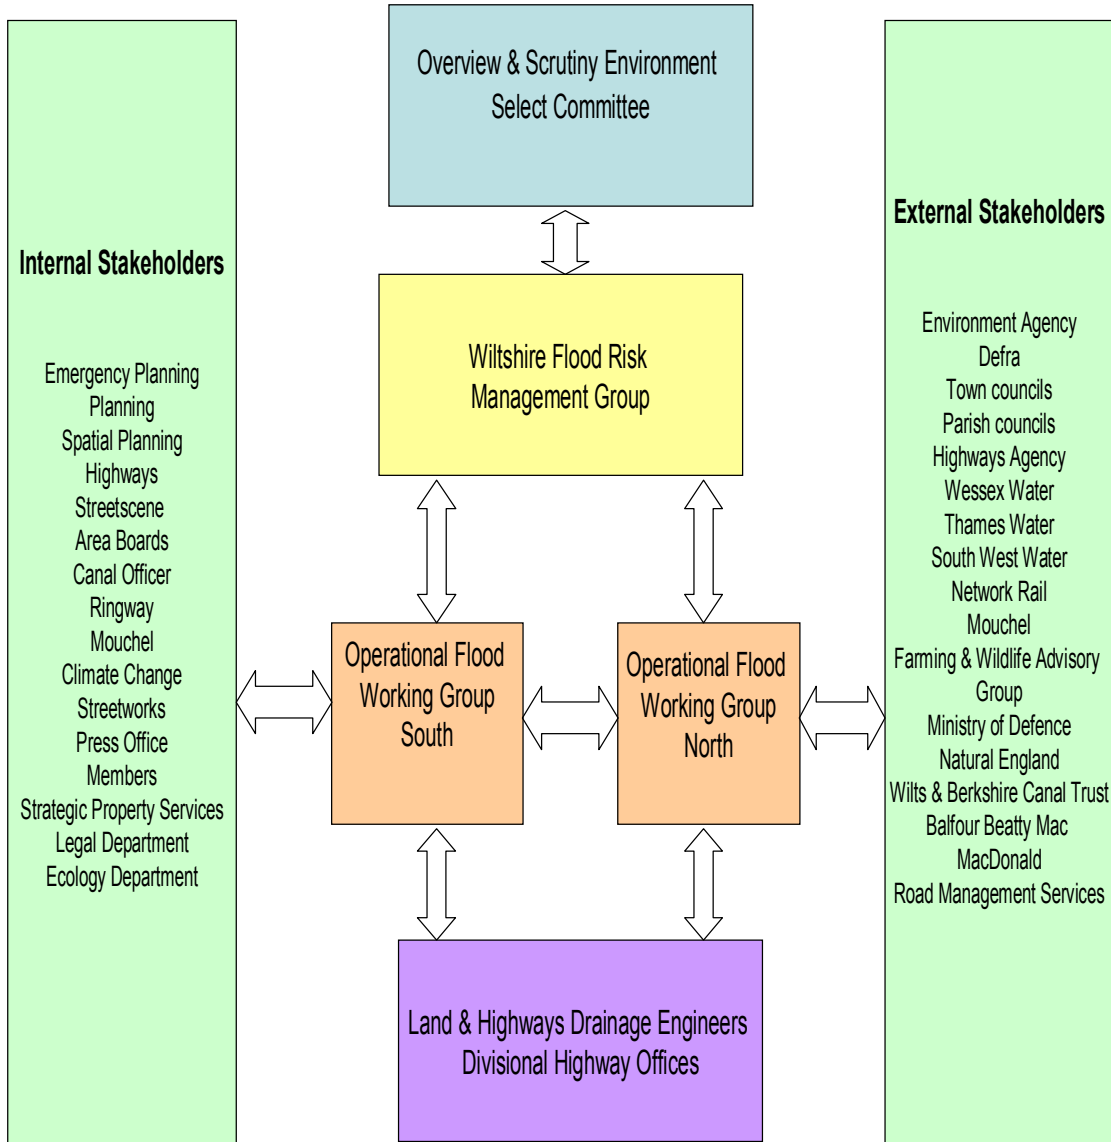 Overview & Scrutiny Environment
Select Committee
Internal Stakeholders
Emergency Planning
Planning
Spatial Planning
Highways
Streetscene
Area Boards
Canal Officer
Ringway
Mouchel
Climate Change
Streetworks
Press Office
Members
Strategic Property Services
Legal Department
Ecology Department
Wiltshire Flood Risk
Management Group
Operational Flood
Working Group
South
Operational Flood
Working Group
North
Land & Highways Drainage Engineers
Divisional Highway Offices
External Stakeholders
Environment Agency
Defra
Town councils
Parish councils
Highways Agency
Wessex Water
Thames Water
South West Water
Network Rail
Mouchel
Farming & Wildlife Advisory
Group
Ministry of Defence
Natural England
Wilts & Berkshire Canal Trust
Balfour Beatty Mac
MacDonald
Road Management Services